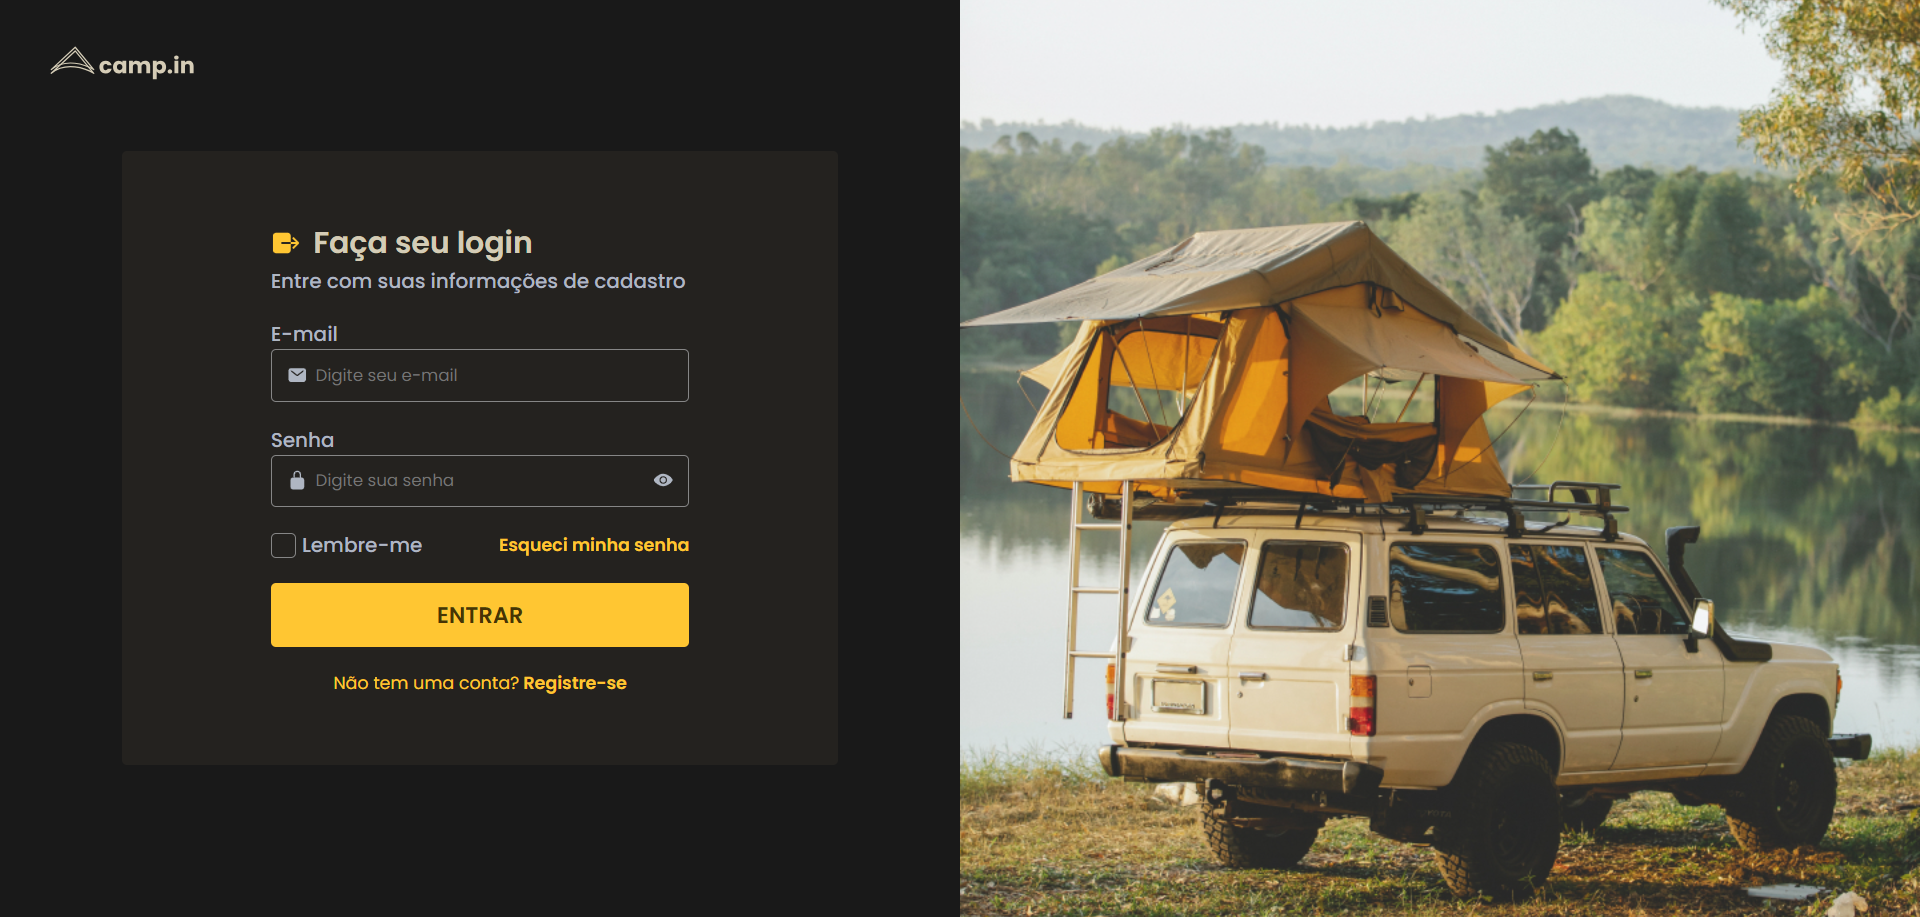 camp.in
Faça seu login
Entre com suas informações de cadastro
E-mail
Digite seu e-mail
Senha
Digite sua senha
Lembre-me Esqueci minha senha
ENTRAR
Não tem uma conta? Registre-se